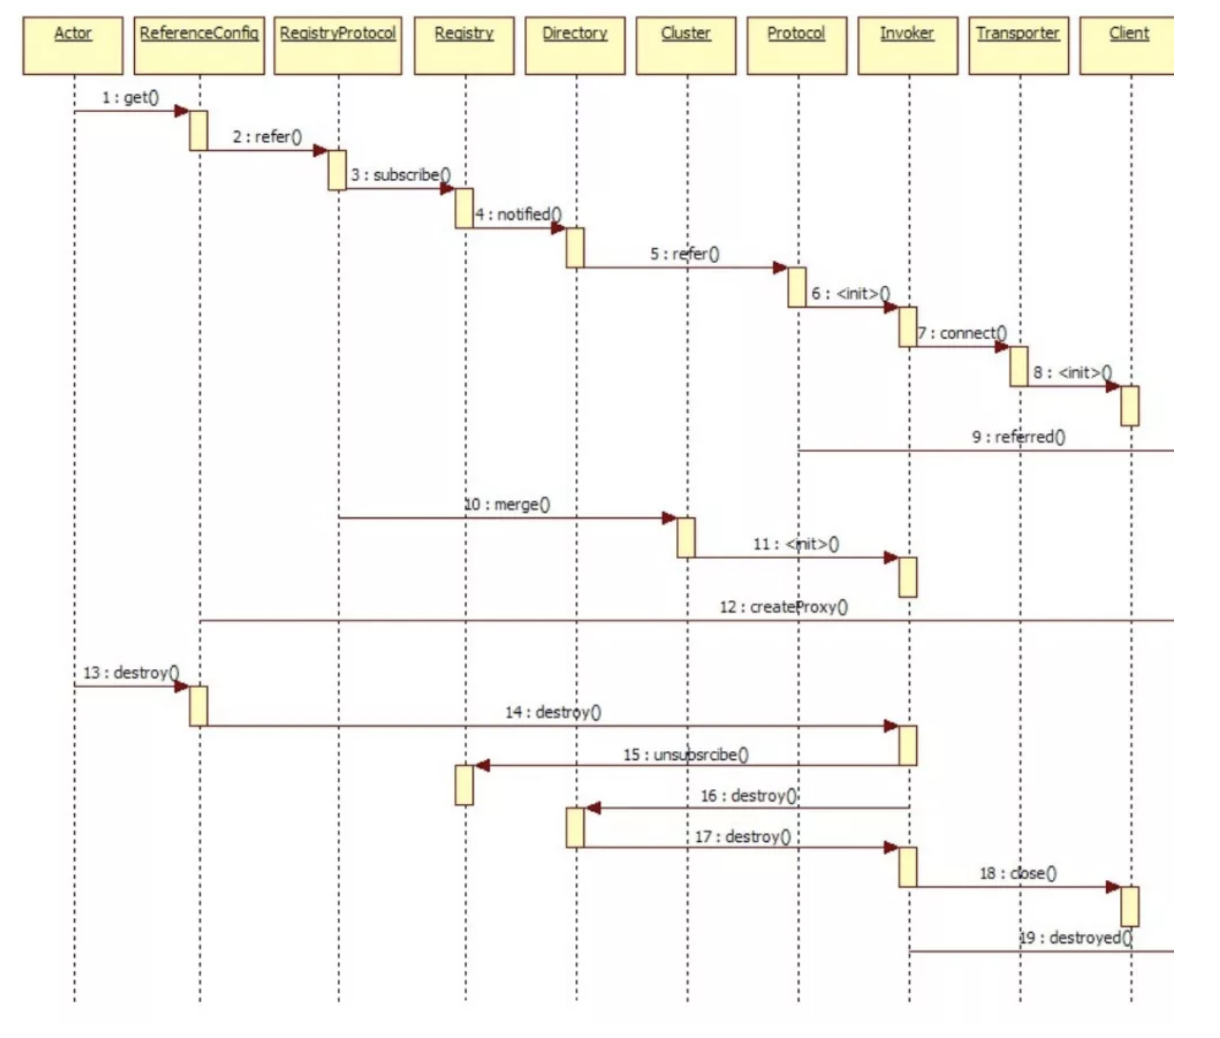 Actor
ReferenceConfig
RegistryProtocol
Registry
Directory
Cluster
Protocol
Invoker
Transporter
Client
1 : get()
2 : refer()
3 : subscribe()
4 : notified()
5 : refer()
6 : <init>()
7 : connect()
8 : <init>()
9 : referred()
10 : merge()
11 : <init>()
12 : createProxy()
13 : destroy()
14 : destroy()
15 : unsubsrcibe()
16 : destroy()
17 : destroy()
18 : close()
19 : destroyed()